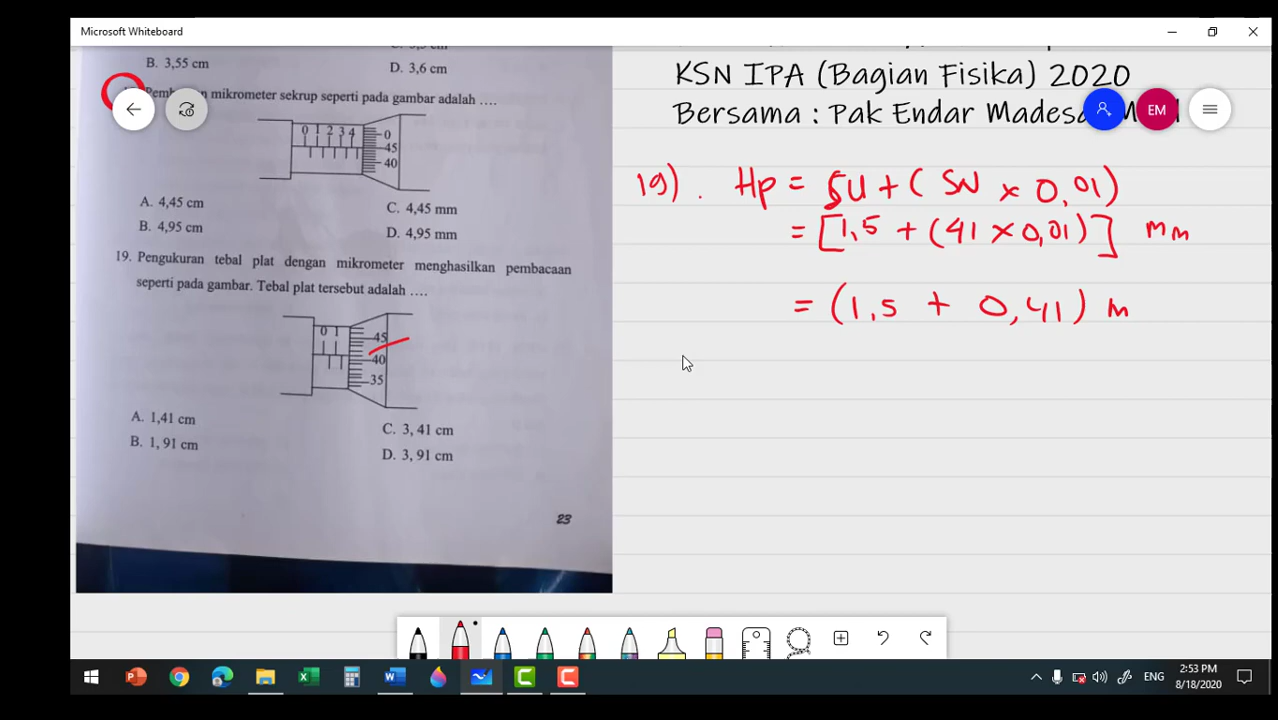 Microsoft Whiteboard
B. 3,55 cm
D. 3,6 cm
mikrometer sekrup seperti pada gambar adalah ....
0 1 2 3 4
0
45
40
A. 4,45 cm
C. 4,45 mm
B. 4,95 cm
D. 4,95 mm
19. Pengukuran tebal plat dengan mikrometer menghasilkan pembacaan
seperti pada gambar. Tebal plat tersebut adalah ....
0 1
45
40
35
A. 1,41 cm
C. 3, 41 cm
B. 1, 91 cm
D. 3, 91 cm
23
KSN IPA (Bagian Fisika) 2020
Bersama : Pak Endar Madesa
EM
19). Hp = SU + ( SN x 0,01)
= [1,5 + (41 x 0,01)] mm
= (1,5 + 0,41) m
ENG
2:53 PM
8/18/2020